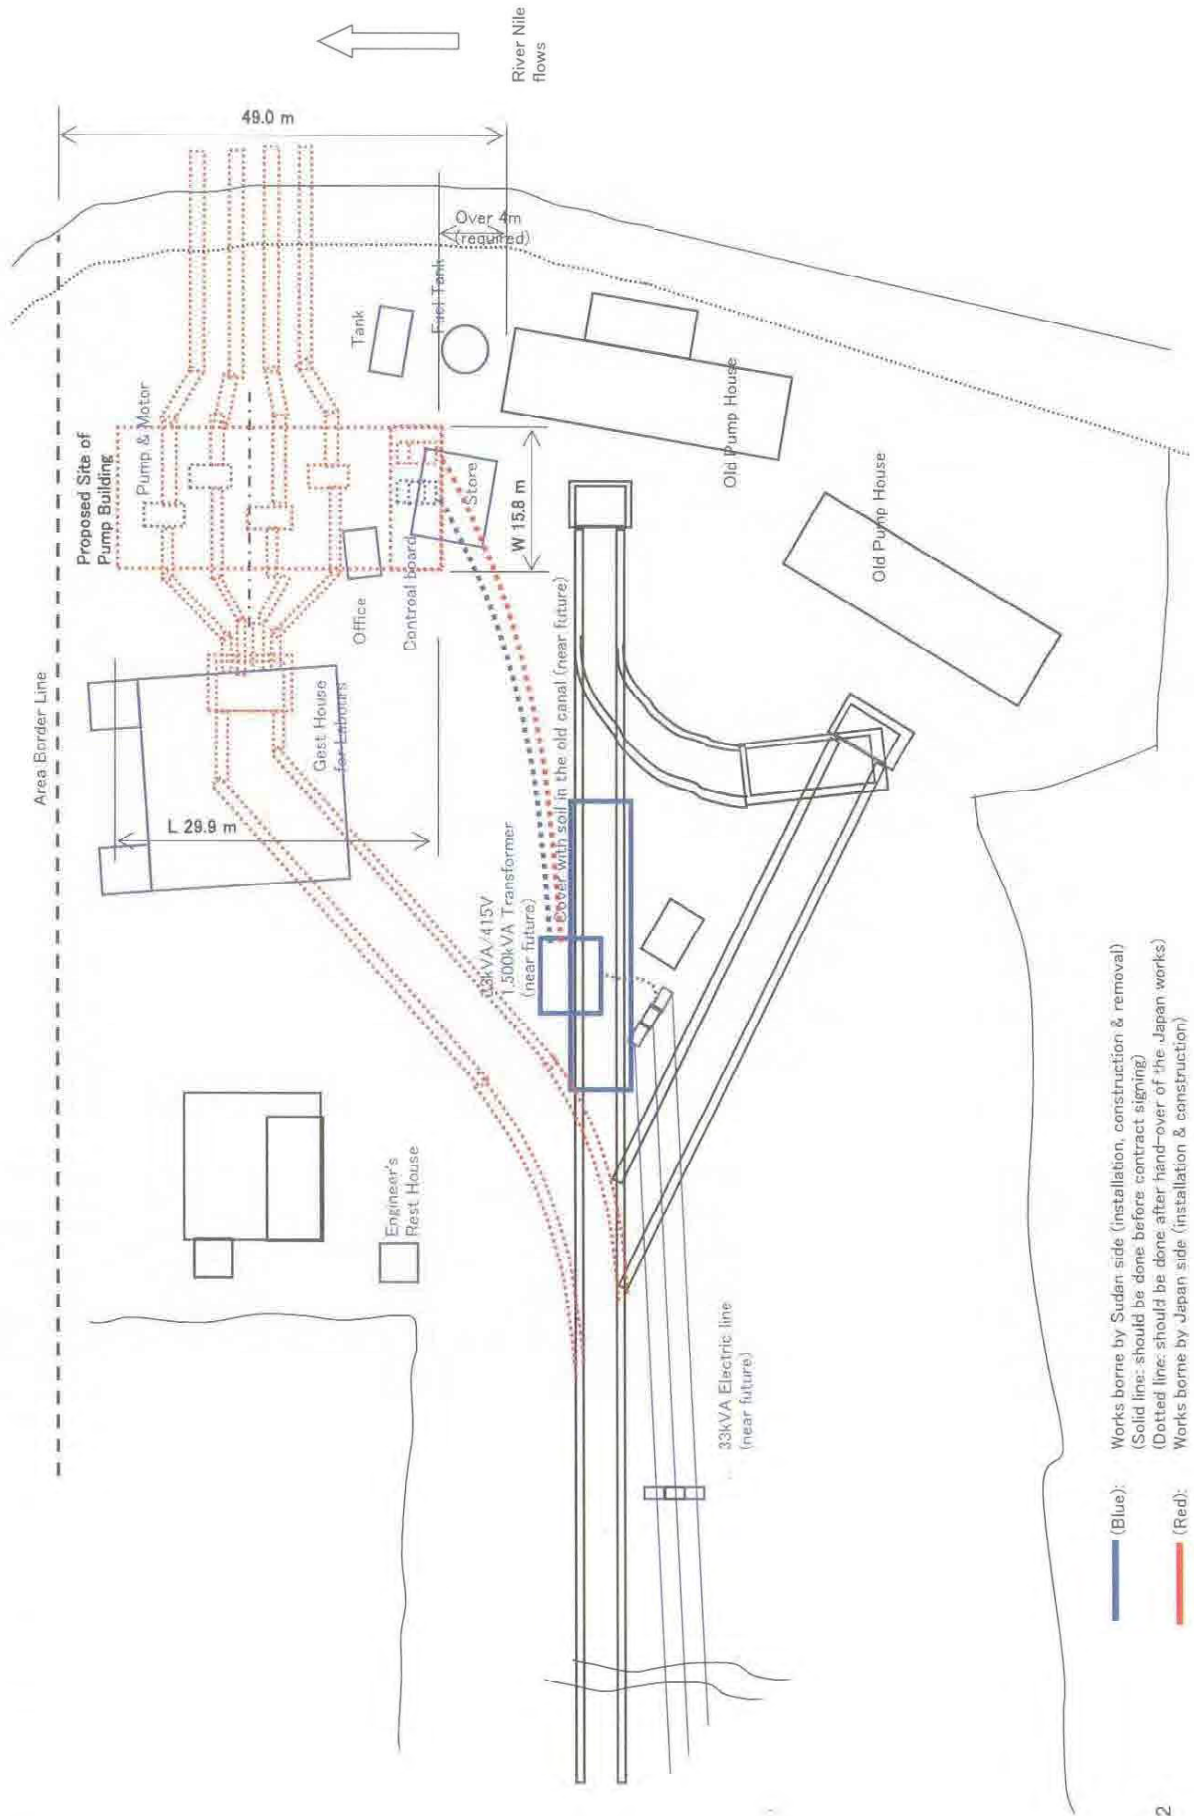 River Nile
flows
49.0 m
Over 4m
(required)
Fuel Tank
Tank
Area Border Line
Proposed Site of
Pump Building
Pump & Motor
Office
Contraol board
Store
W 15.8 m
Old Pump House
Old Pump House
Gest House
for Labours
L 29.9 m
Cover with soil in the old canal (near future)
33kVA/415V
1,500kVA Transformer
(near future)
Engineer's
Rest House
33kVA Electric line
(near future)
(Blue): Works borne by Sudan side (installation, construction & removal)
(Solid line: should be done before contract signing)
(Dotted line: should be done after hand-over of the Japan works)
(Red): Works borne by Japan side (installation & construction)
2